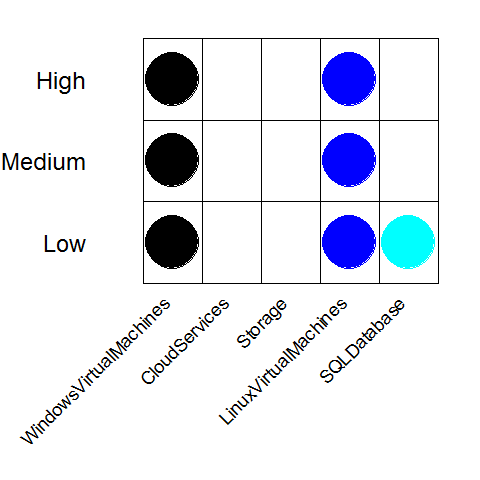 High
Medium
Low
WindowsVirtualMachines
CloudServices
Storage
LinuxVirtualMachines
SQLDatabase